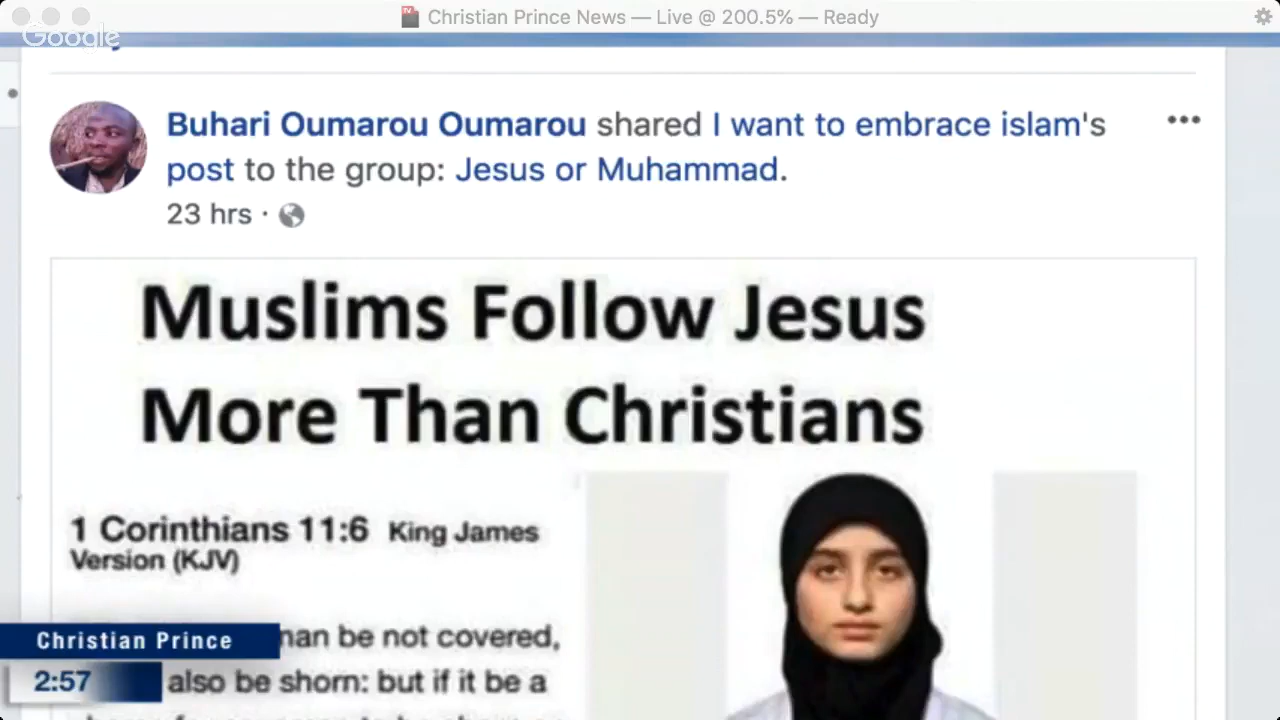 Christian Prince News — Live @ 200.5% — Ready
Google
Buhari Oumarou Oumarou shared I want to embrace islam's
post to the group: Jesus or Muhammad.
23 hrs ·
Muslims Follow Jesus
More Than Christians
1 Corinthians 11:6 King James
Version (KJV)
be not covered,
also be shorn: but if it be a
Christian Prince
2:57